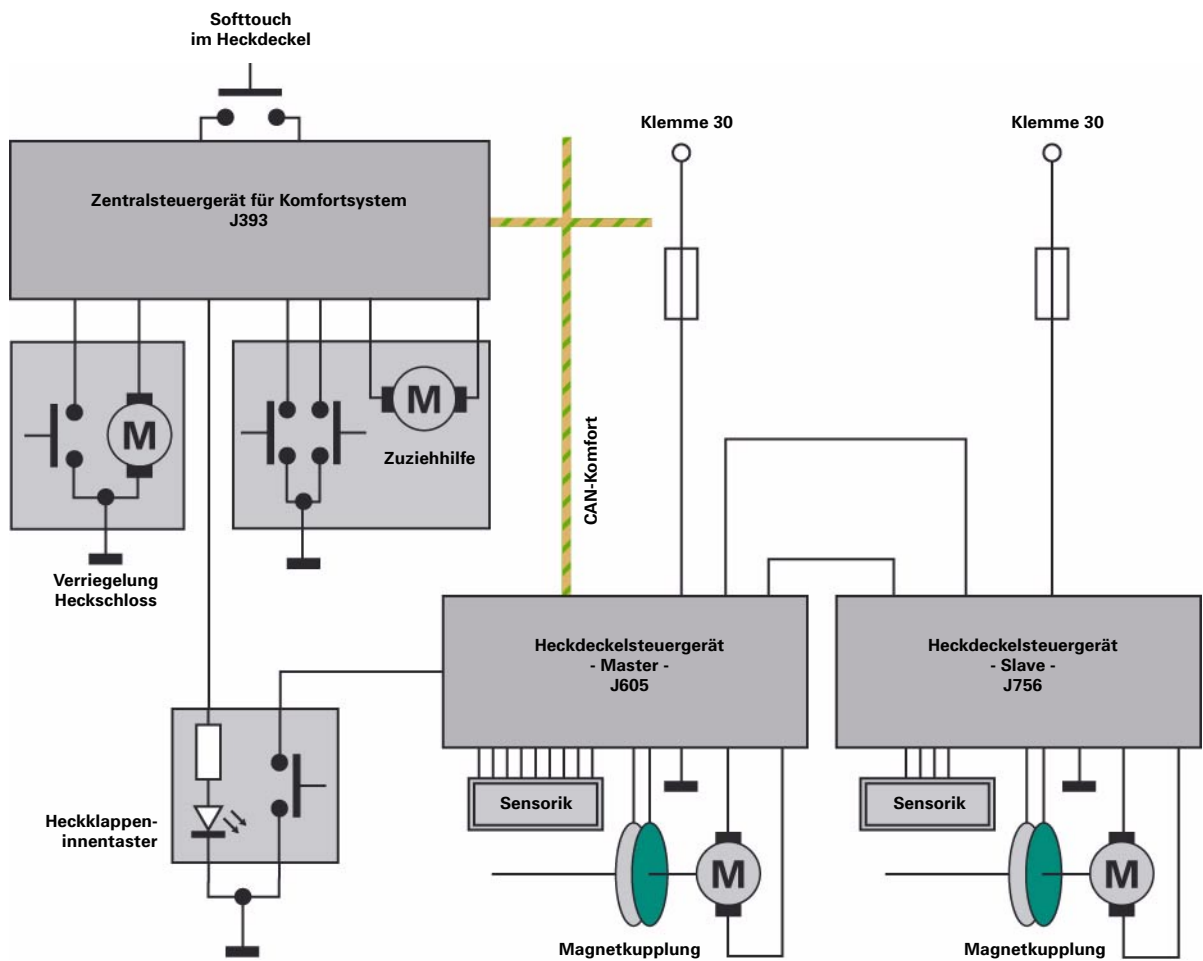 Softtouch
im Heckdeckel
Klemme 30
Klemme 30
Zentralsteuergerät für Komfortsystem
J393
M
M
Zuziehhilfe
CAN-Komfort
Verriegelung
Heckschloss
Heckdeckelsteuergerät
- Master -
J605
Heckdeckelsteuergerät
- Slave -
J756
Heckklappen-
innentaster
Sensorik
Sensorik
M
M
Magnetkupplung
Magnetkupplung